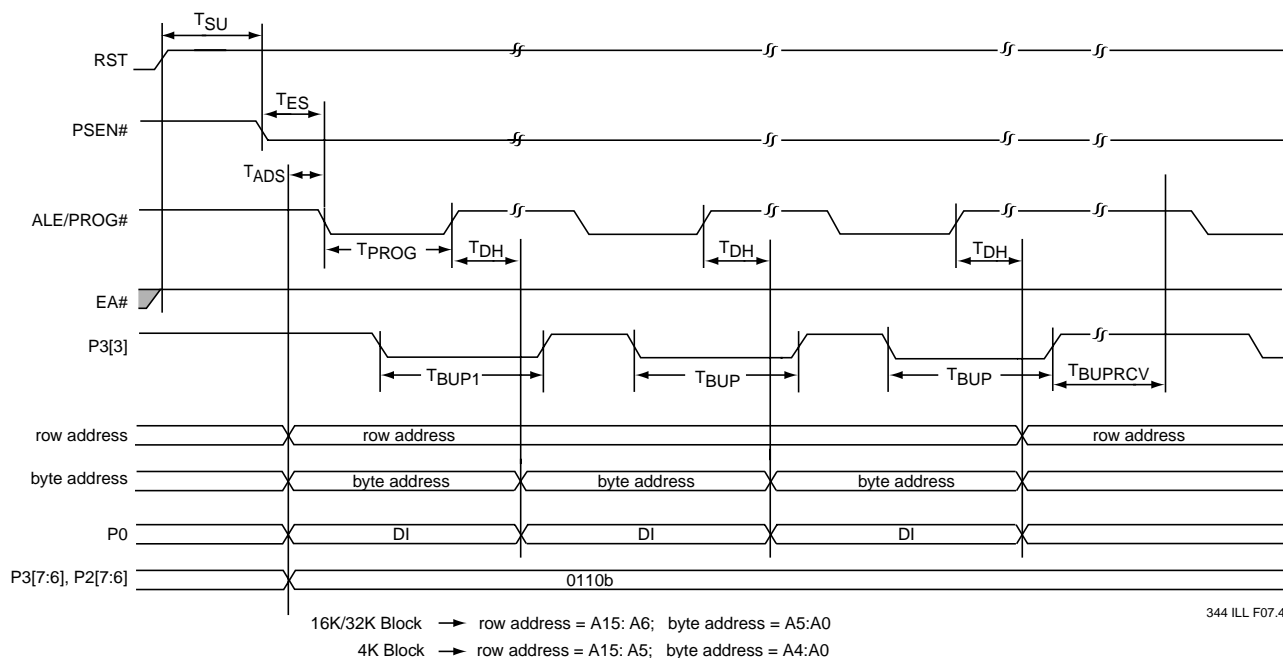 TSU
RST
TES
PSEN#
TADS
ALE/PROG#
TPROG
TDH
TDH
TDH
EA#
P3[3]
TBUP1
TBUP
TBUP
TBUPRCV
row address
row address
row address
byte address
byte address
byte address
byte address
P0
DI
DI
DI
P3[7:6], P2[7:6]
0110b
344 ILL F07.4
16K/32K Block → row address = A15: A6; byte address = A5:A0
4K Block → row address = A15: A5; byte address = A4:A0